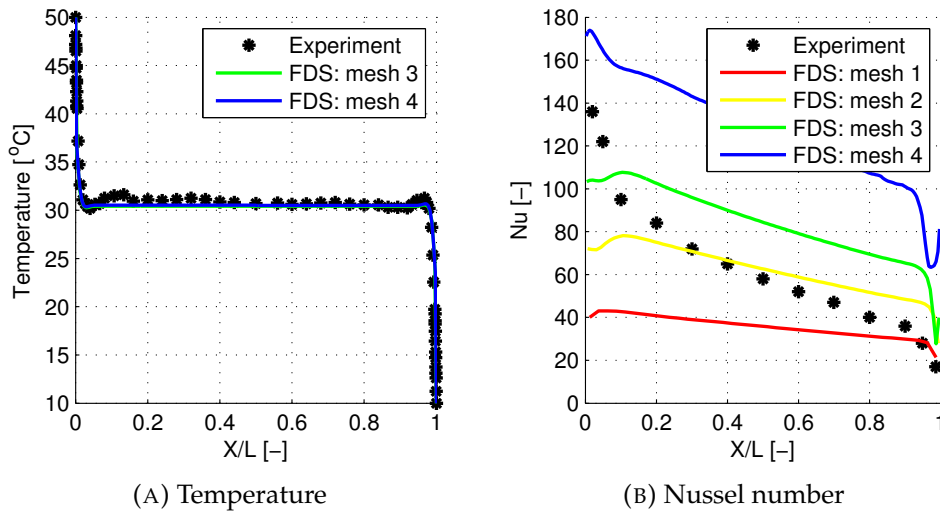 50
45
40
35
30
25
20
15
10
0 0.2 0.4 0.6 0.8 1
Temperature [ °C]
X/L [–]
Experiment
FDS: mesh 3
FDS: mesh 4
(A) Temperature
180
160
140
120
100
80
60
40
20
0
0 0.2 0.4 0.6 0.8 1
Nu [–]
X/L [–]
Experiment
FDS: mesh 1
FDS: mesh 2
FDS: mesh 3
FDS: mesh 4
(B) Nussel number